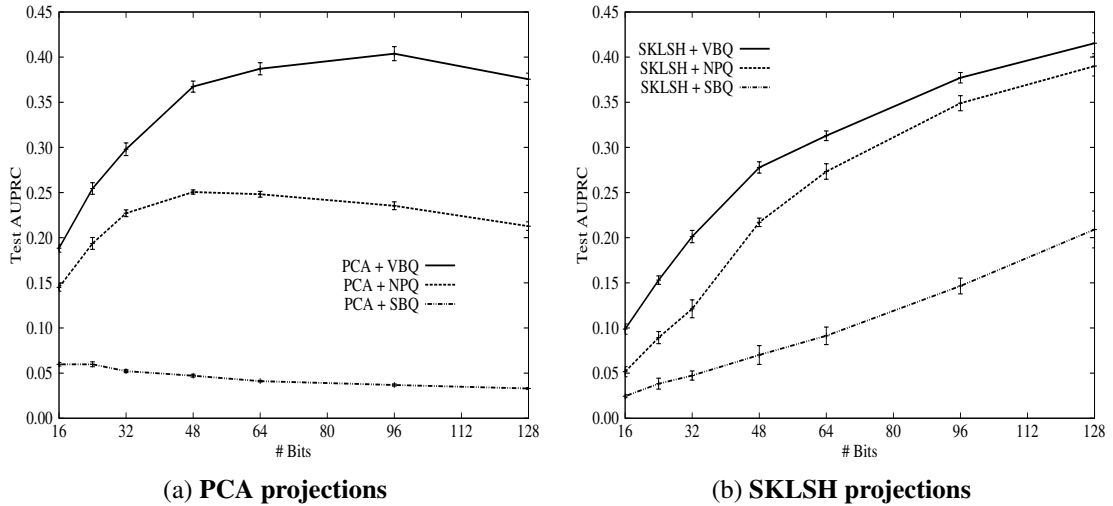 0.45
0.40
0.35
0.30
0.25
0.20
0.15
0.10
0.05
0.00
Test AUPRC
PCA + VBQ
PCA + NPQ
PCA + SBQ
16 32 48 64 80 96 112 128
# Bits
(a) PCA projections
0.45
0.40
0.35
0.30
0.25
0.20
0.15
0.10
0.05
0.00
Test AUPRC
SKLSH + VBQ
SKLSH + NPQ
SKLSH + SBQ
16 32 48 64 80 96 112 128
# Bits
(b) SKLSH projections